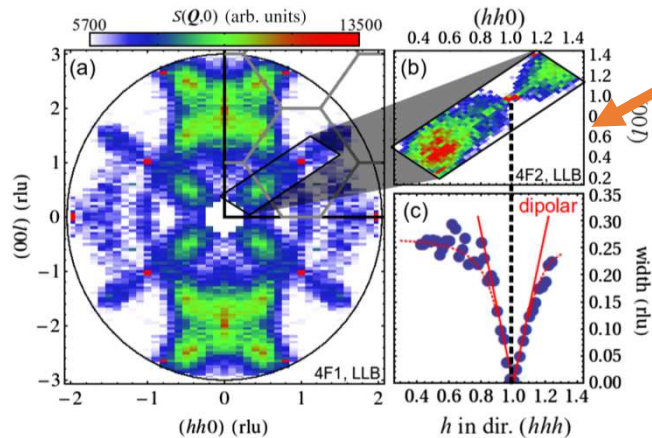 S(Q,0) (arb. units)
5700
13500
(a)
3
2
1
0
−1
−2
−3
(00l) (rlu)
−2
−1
0
1
2
(hh0) (rlu)
4F1, LLB
(hh0)
0.4 0.6 0.8 1.0 1.2 1.4
(b)
1.4
1.2
1.0
0.8
0.6
0.4
0.2
00l)
4F2, LLB
(c)
dipolar
0.35
0.30
0.25
0.20
0.15
0.10
0.05
0.00
width (rlu)
0.4 0.6 0.8 1.0 1.2 1.4
h in dir. (hhh)